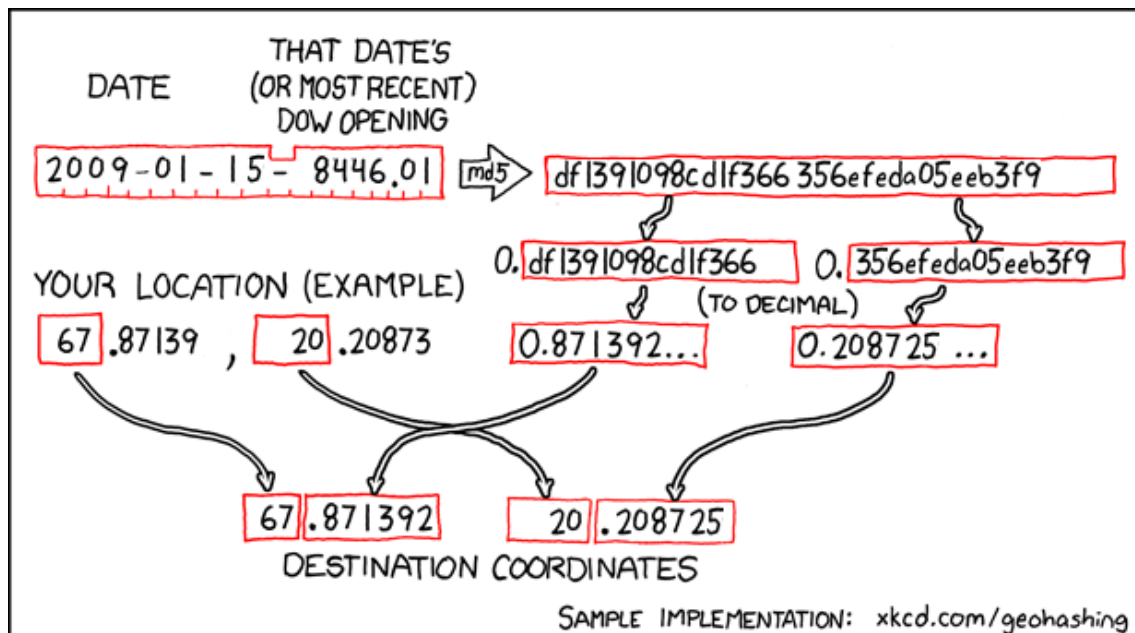 DATE
THAT DATE'S
(OR MOST RECENT)
DOW OPENING
2009-01-15-8446.01
md5
df1391098cd1f366 356efeda05eeb3f9
0.df1391098cd1f366
0.356efeda05eeb3f9
YOUR LOCATION (EXAMPLE)
(TO DECIMAL)
67.87139, 20.20873
0.871392...
0.208725 ...
67.871392
20.208725
DESTINATION COORDINATES
SAMPLE IMPLEMENTATION: xkcd.com/geohashing